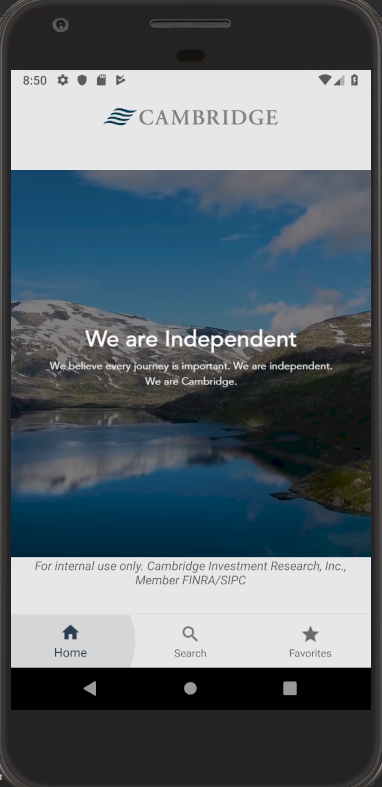 8:50
CAMBRIDGE
We are Independent
We believe every journey is important. We are independent.
We are Cambridge.
For internal use only. Cambridge Investment Research, Inc.,
Member FINRA/SIPC
Home
Search
Favorites